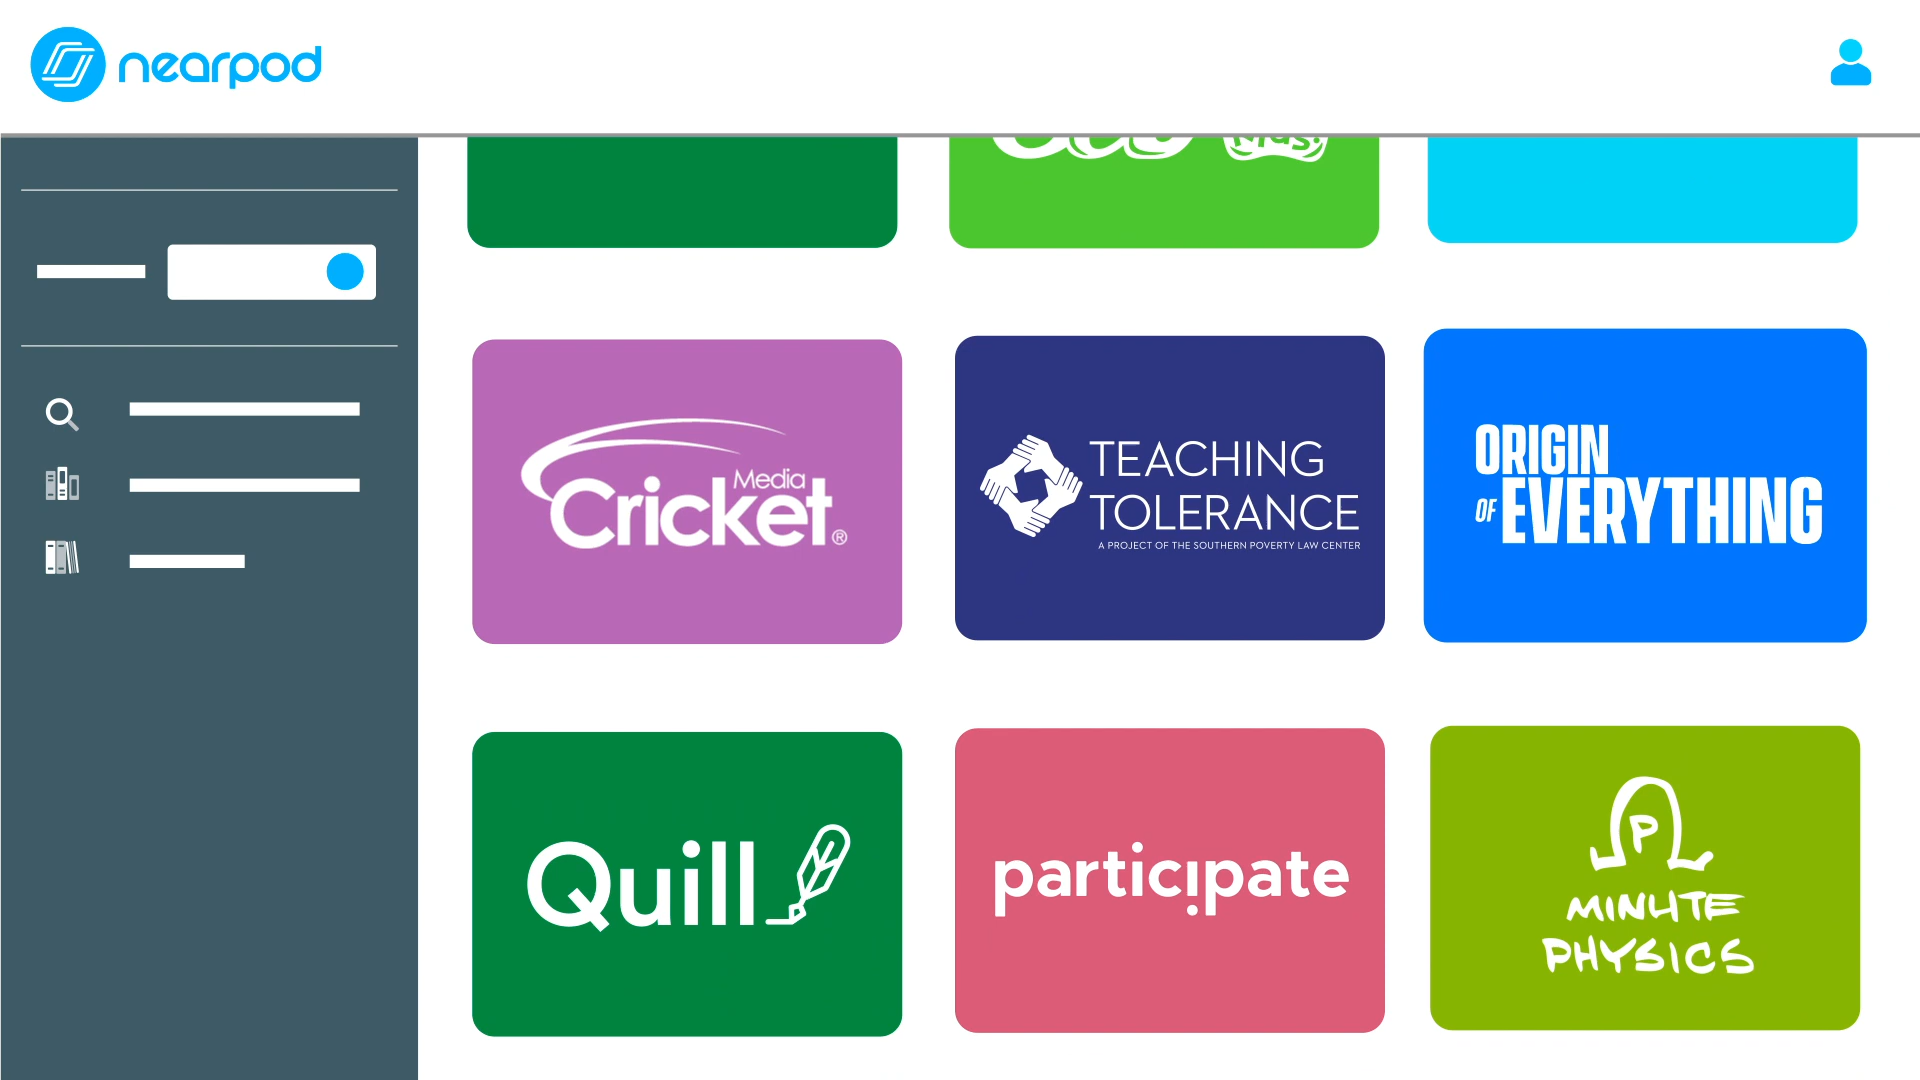 nearpod
Kids!
Media
Cricket®
TEACHING
TOLERANCE
A PROJECT OF THE SOUTHERN POVERTY LAW CENTER
ORIGIN
OF EVERYTHING
Quill
participate
P
MINUTE
PHYSICS